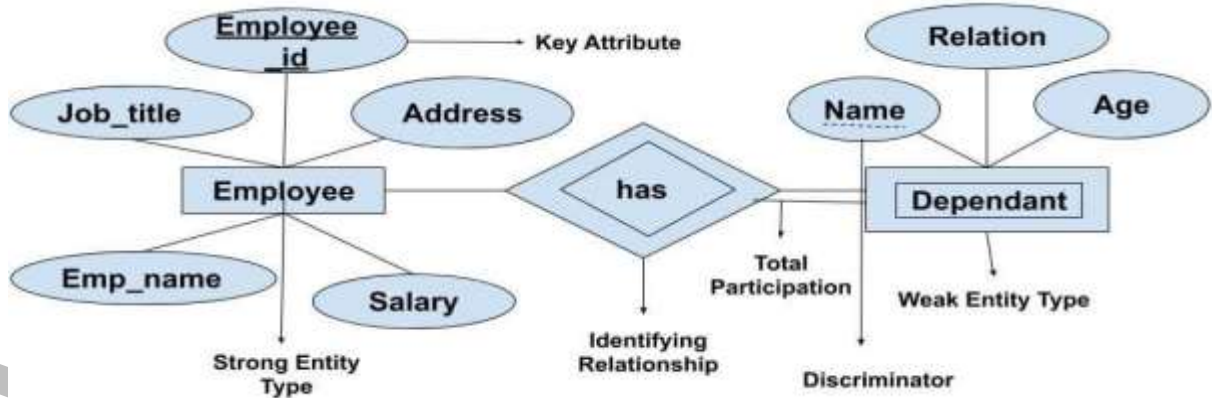 Employee
_id
Key Attribute
Relation
Job_title
Address
Name
Age
Employee
has
Dependant
Emp_name
Salary
Total
Participation
Weak Entity Type
Strong Entity
Type
Identifying
Relationship
Discriminator